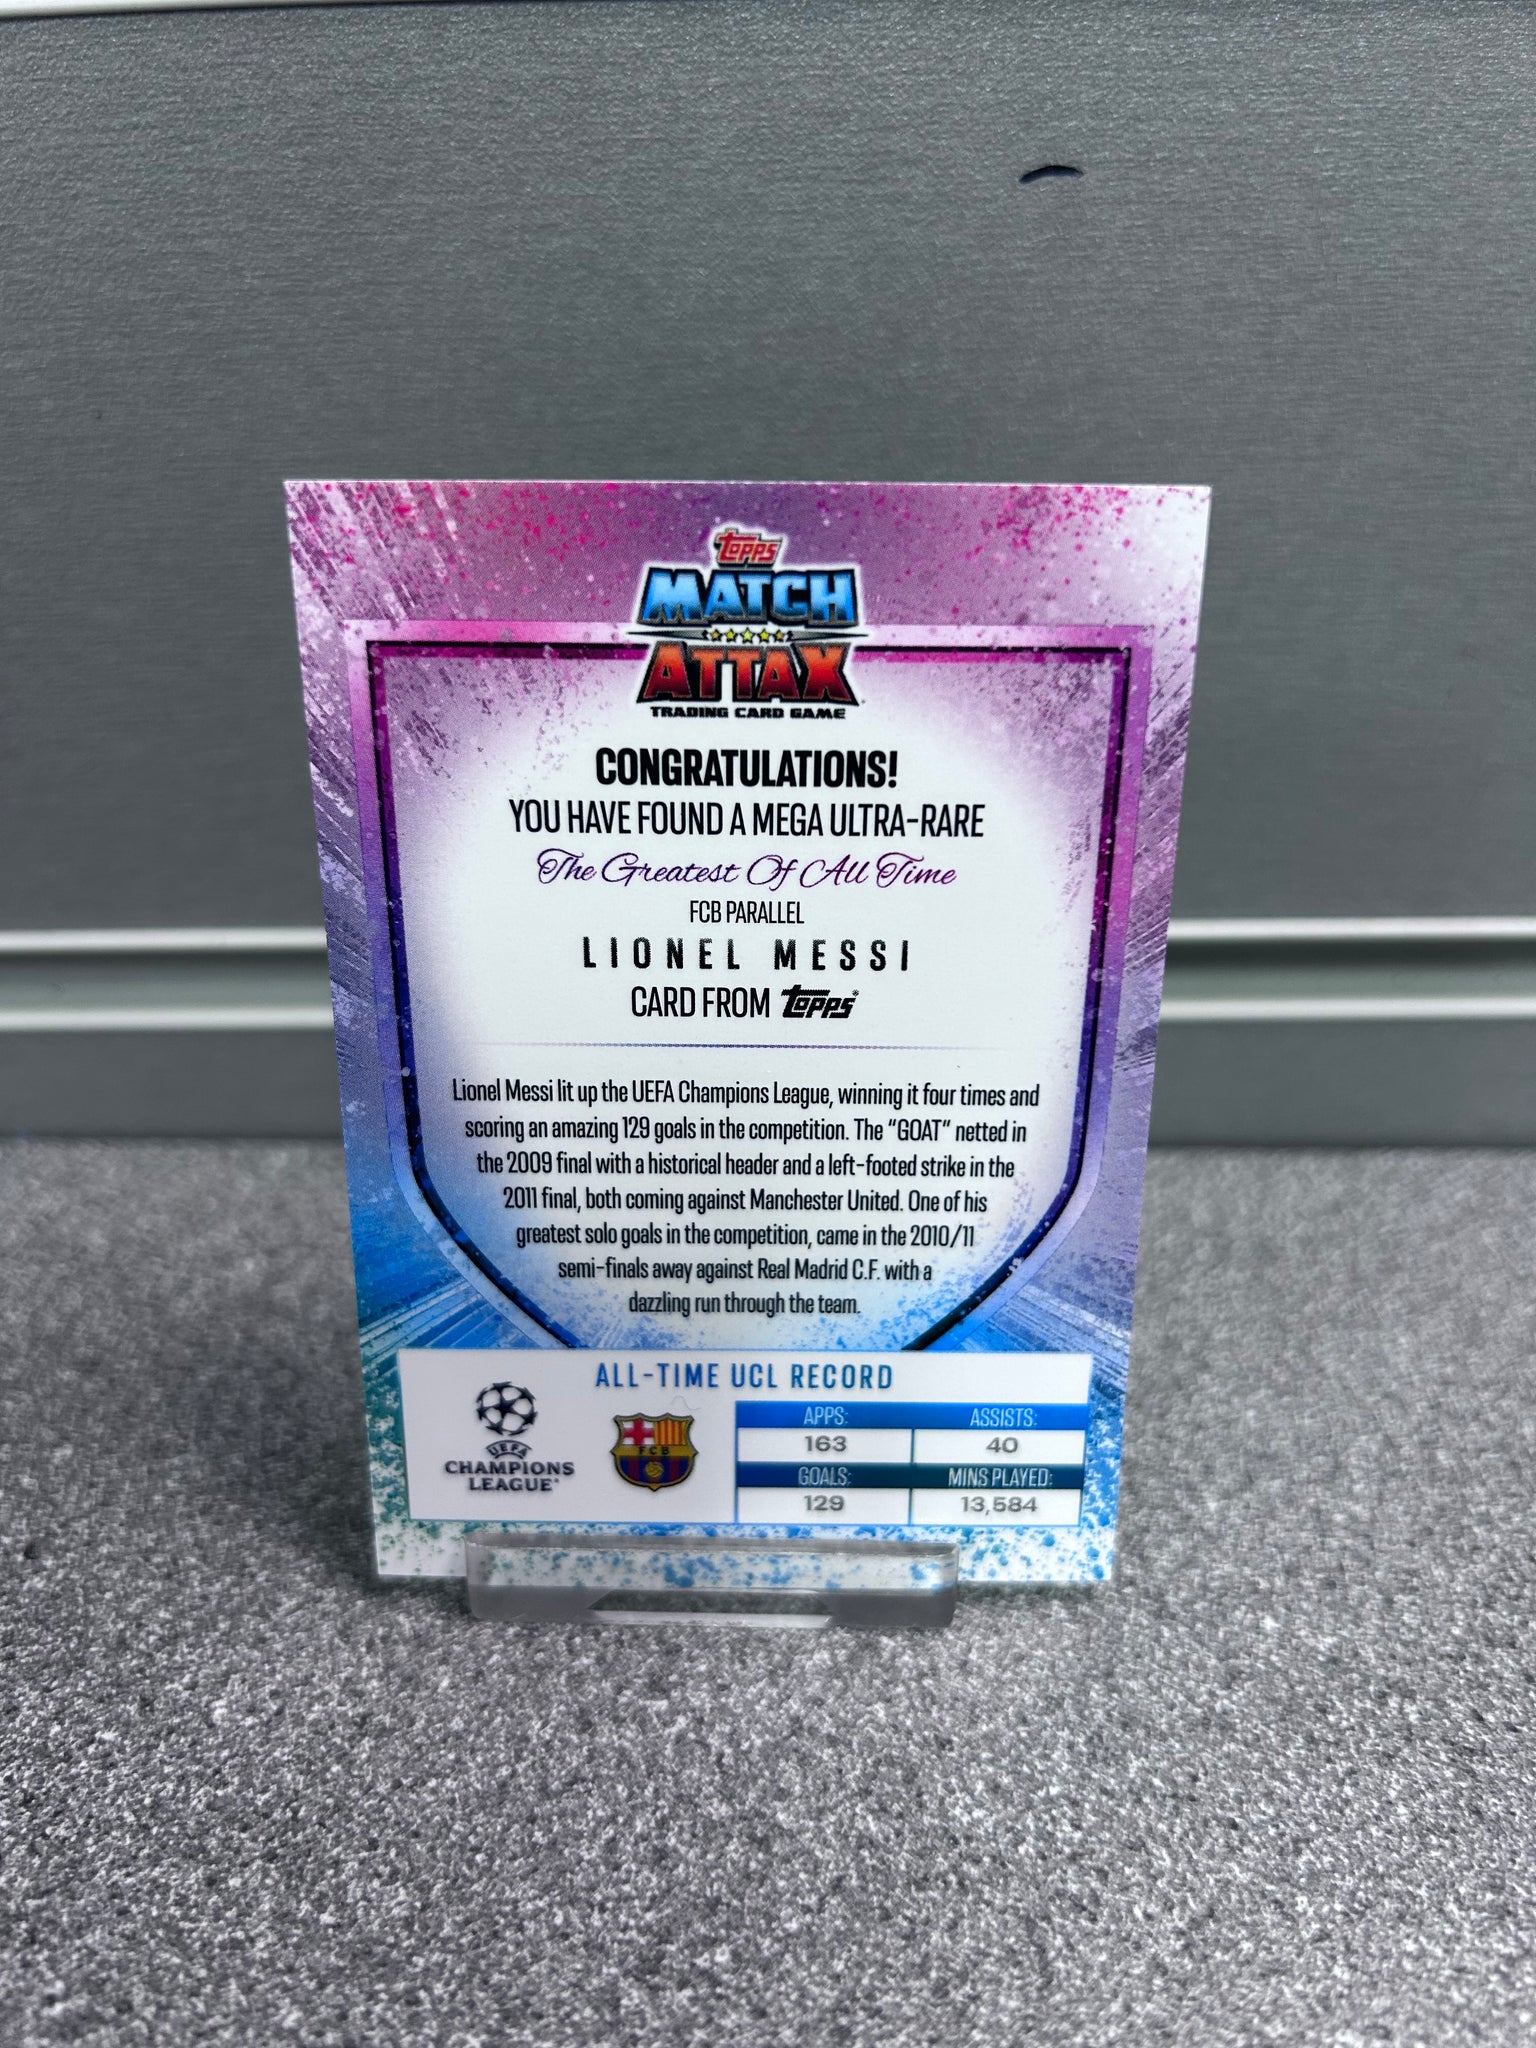 topps
MATCH
ATTAX
TRADING CARD GAME
CONGRATULATIONS!
YOU HAVE FOUND A MEGA ULTRA-RARE
The Greatest Of All Time
FCB PARALLEL
LIONEL MESSI
CARD FROM topps®
Lionel Messi lit up the UEFA Champions League, winning it four times and
scoring an amazing 129 goals in the competition. The “GOAT” netted in
the 2009 final with a historical header and a left-footed strike in the
2011 final, both coming against Manchester United. One of his
greatest solo goals in the competition, came in the 2010/11
semi-finals away against Real Madrid C.F. with a
dazzling run through the team.
ALL-TIME UCL RECORD
UEFA
CHAMPIONS
LEAGUE®
FCB
APPS: ASSISTS:
163 40
GOALS: MINS PLAYED:
129 13,584